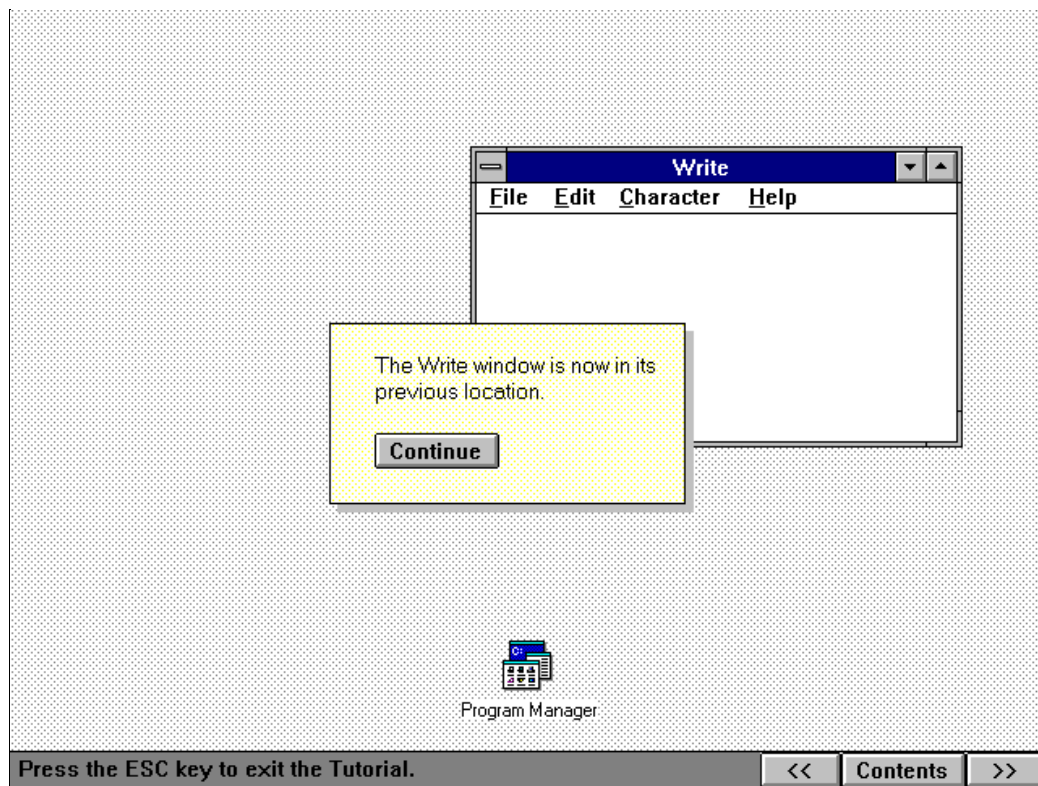 Write
File Edit Character Help
The Write window is now in its
previous location.
Continue
C:
Program Manager
Press the ESC key to exit the Tutorial.
<< Contents >>